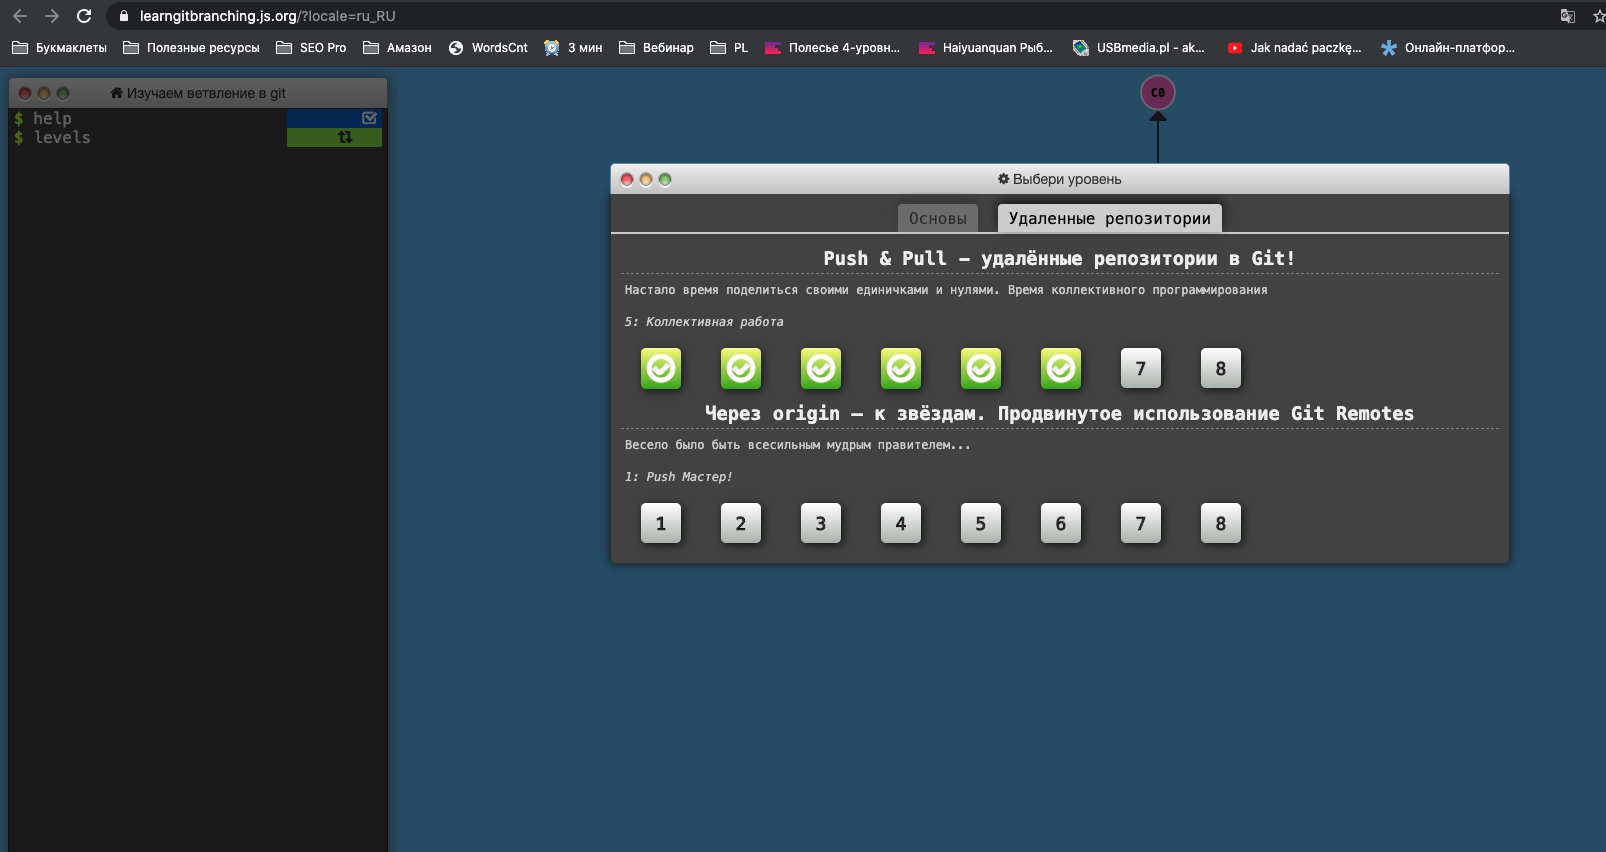 learngitbranching.js.org/?locale=ru_RU
Букмаклеты Полезные ресурсы SEO Pro Амазон WordsCnt 3 мин Вебинар PL Полесье 4-уровн... Haiyuanquan Рыб... USBmedia.pl - ak... Jak nadać paczkę... Онлайн-платфор...
Изучаем ветвление в git
$ help
$ levels
C0
Выбери уровень
Основы Удаленные репозитории
Push & Pull – удалённые репозитории в Git!
Настало время поделиться своими единичками и нулями. Время коллективного программирования
5: Коллективная работа
7 8
Через origin – к звёздам. Продвинутое использование Git Remotes
Весело было быть всесильным мудрым правителем...
1: Push Мастер!
1 2 3 4 5 6 7 8